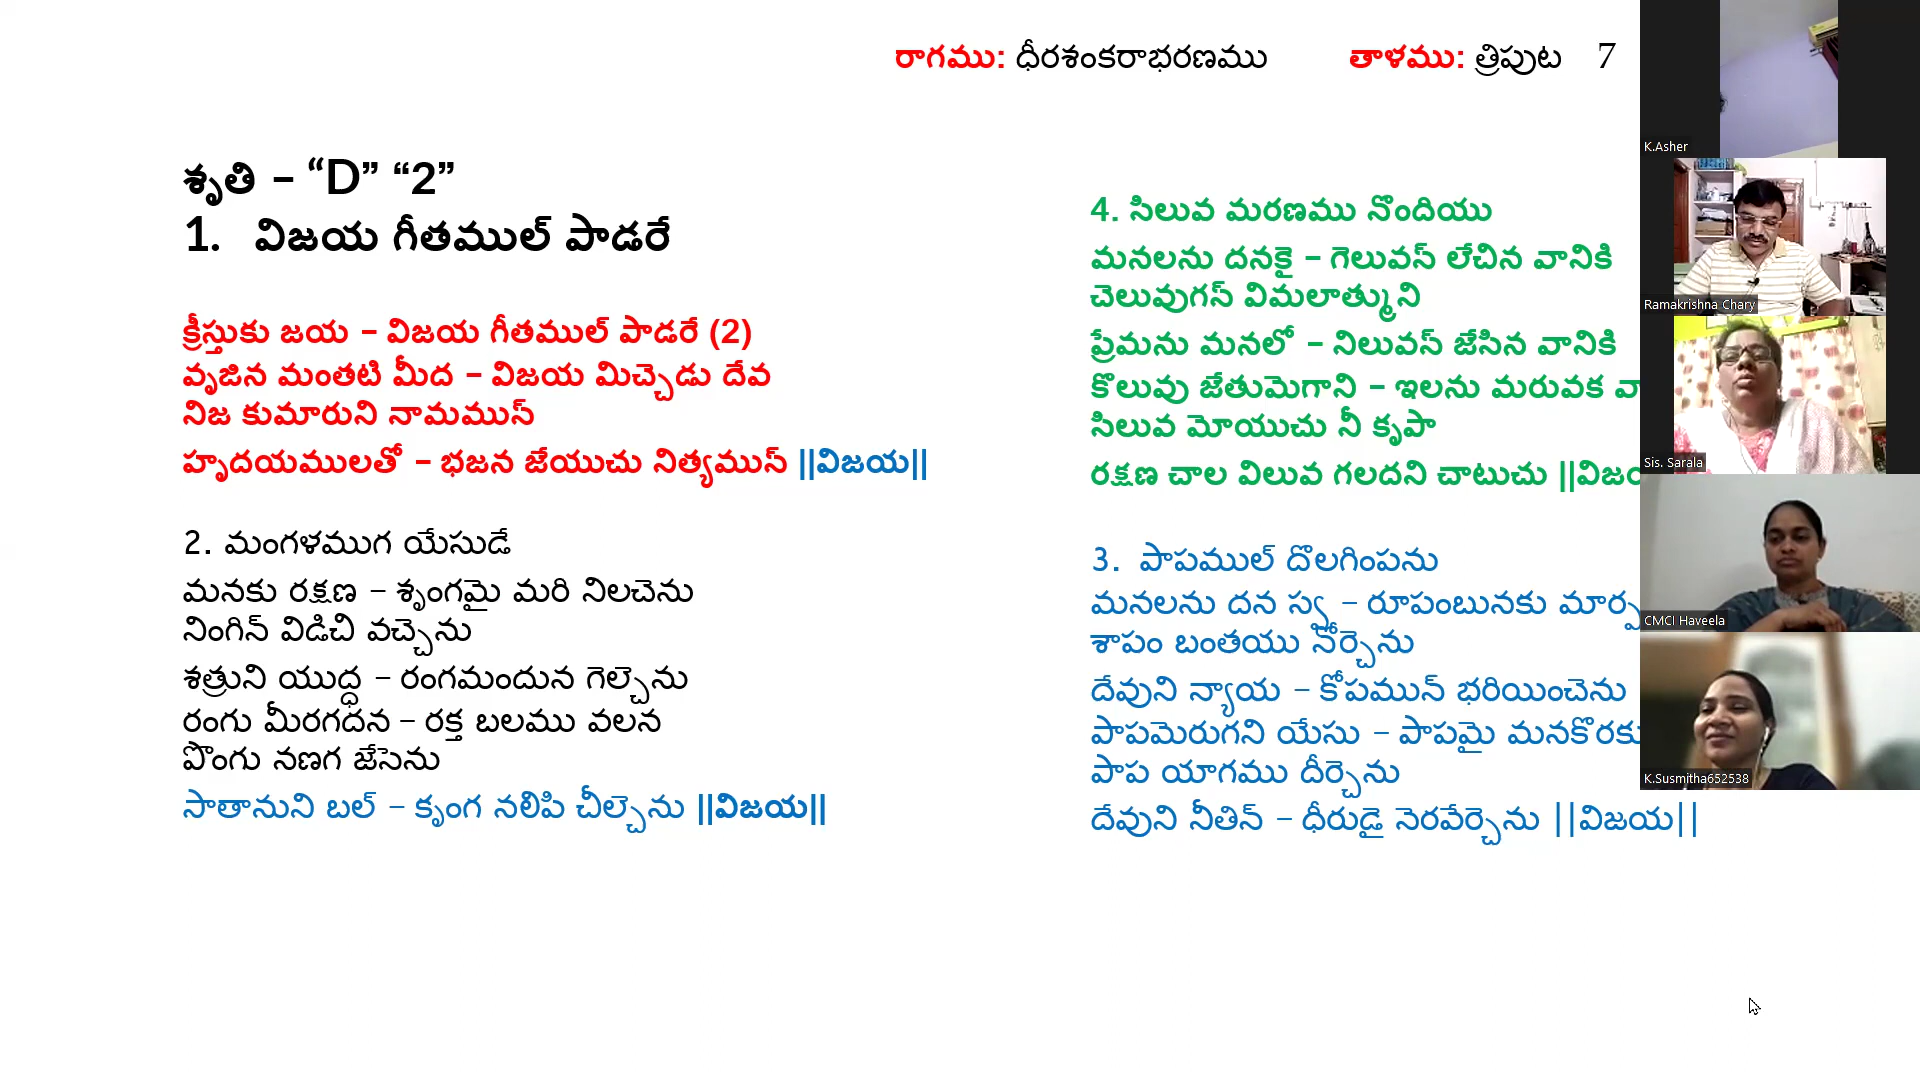 రాగము: ధీరశంకరాభరణము తాళము: త్రిపుట 7
శృతి – “D” “2”
1. విజయ గీతముల్ పాడరే
క్రీస్తుకు జయ – విజయ గీతముల్ పాడరే (2)
వృజిన మంతటి మీద – విజయ మిచ్చెడు దేవ
నిజ కుమారుని నామమున్
హృదయములతో – భజన జేయుచు నిత్యమున్ ||విజయ||
2. మంగళముగ యేసుడే
మనకు రక్షణ – శృంగమై మరి నిలచెను
నింగిన్ విడిచి వచ్చెను
శత్రుని యుద్ధ – రంగమందున గెల్చెను
రంగు మీరగదన – రక్త బలము వలన
పొంగు నణగ జేసెను
సాతానుని బల్ – కృంగ నలిపి చీల్చెను ||విజయ||
4. సిలువ మరణము నొందియు
మనలను దనకై – గెలువన్ లేచిన వానికి
చెలువుగన్ విమలాత్ముని
ప్రేమను మనలో – నిలువన్ జేసిన వానికి
కొలువు జేతుమెగాని – ఇలను మరువక
సిలువ మోయుచు నీ కృపా
రక్షణ చాల విలువ గలదని చాటుచు
3. పాపముల్ దొలగింపను
మనలను దన స్వ – రూపంబునకు
శాపం బంతయు నోర్చెను
దేవుని న్యాయ – కోపమున్ భరియించెను
పాపమెరుగని యేసు – పాపమై మనకొరకు
పాప యాగము దీర్చెను
దేవుని నీతిన్ – ధీరుడై నెరవేర్చెను ||విజయ||
K.Asher
Ramakrishna Chary
Sis. Sarala
CMCI Haveela
K.Susmitha652538